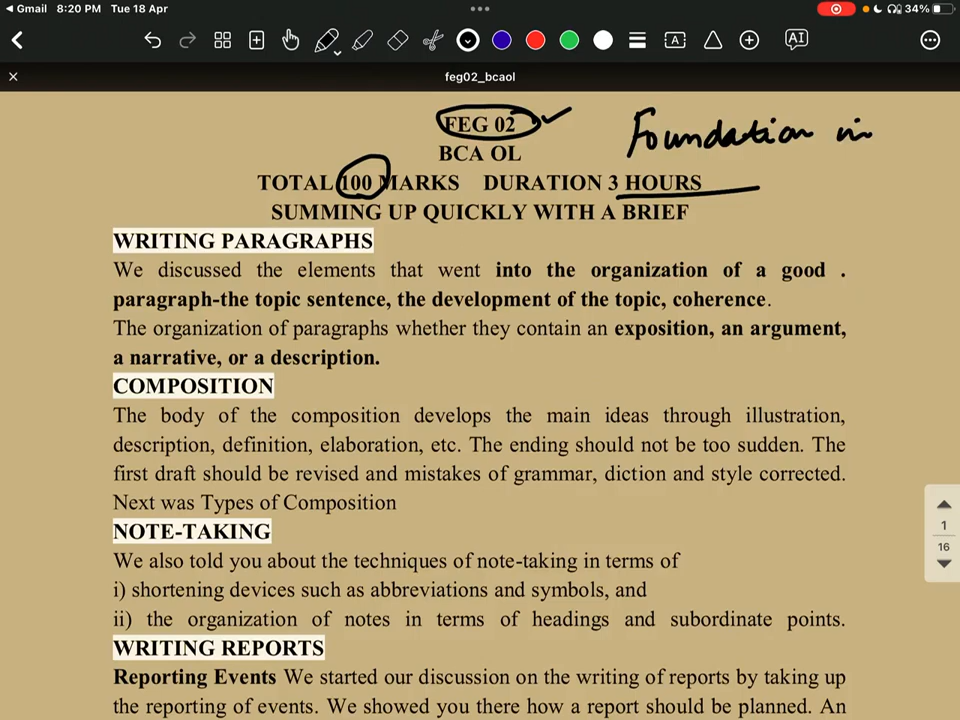 Gmail 8:20 PM Tue 18 Apr 34%
AI
feg02_bcaol
FEG 02 Foundation in
BCA OL
TOTAL 100 MARKS DURATION 3 HOURS
SUMMING UP QUICKLY WITH A BRIEF
WRITING PARAGRAPHS
We discussed the elements that went into the organization of a good .
paragraph-the topic sentence, the development of the topic, coherence.
The organization of paragraphs whether they contain an exposition, an argument,
a narrative, or a description.
COMPOSITION
The body of the composition develops the main ideas through illustration,
description, definition, elaboration, etc. The ending should not be too sudden. The
first draft should be revised and mistakes of grammar, diction and style corrected.
Next was Types of Composition
NOTE-TAKING
We also told you about the techniques of note-taking in terms of
i) shortening devices such as abbreviations and symbols, and
ii) the organization of notes in terms of headings and subordinate points.
1
16
WRITING REPORTS
Reporting Events We started our discussion on the writing of reports by taking up
the reporting of events. We showed you there how a report should be planned. An